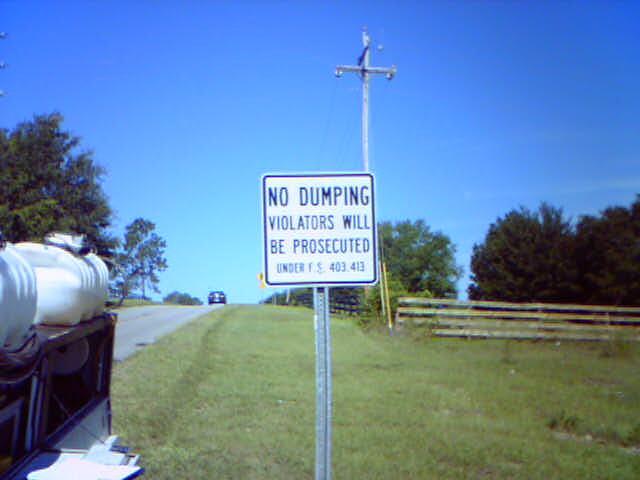 NO DUMPING
VIOLATORS WILL
BE PROSECUTED
UNDER F.S. 403.413